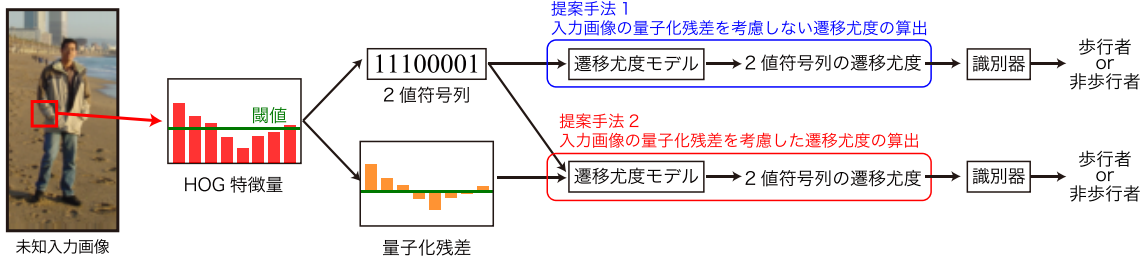 提案手法1
入力画像の量子化残差を考慮しない遷移尤度の算出
11100001
2値符号列
遷移尤度モデル
2値符号列の遷移尤度
識別器
歩行者
or
非歩行者
閾値
HOG特徴量
提案手法2
入力画像の量子化残差を考慮した遷移尤度の算出
遷移尤度モデル
2値符号列の遷移尤度
識別器
歩行者
or
非歩行者
未知入力画像
量子化残差